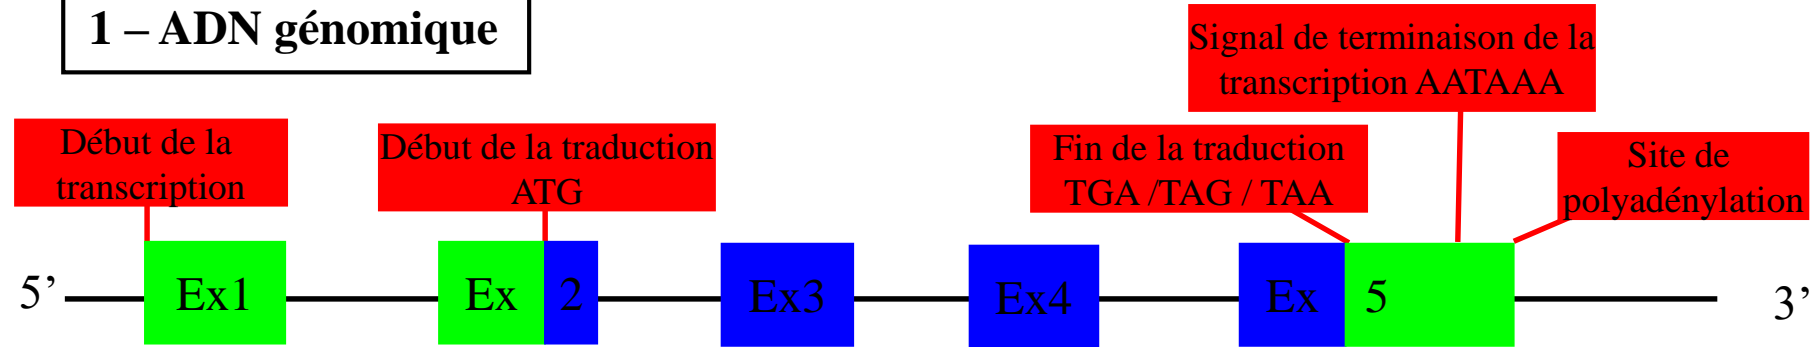 1 – ADN génomique
Signal de terminaison de la
transcription AATAAA
Début de la
transcription
Début de la traduction
ATG
Fin de la traduction
TGA /TAG / TAA
Site de
polyadénylation
5’ Ex1 Ex 2 Ex3 Ex4 Ex 5 3’